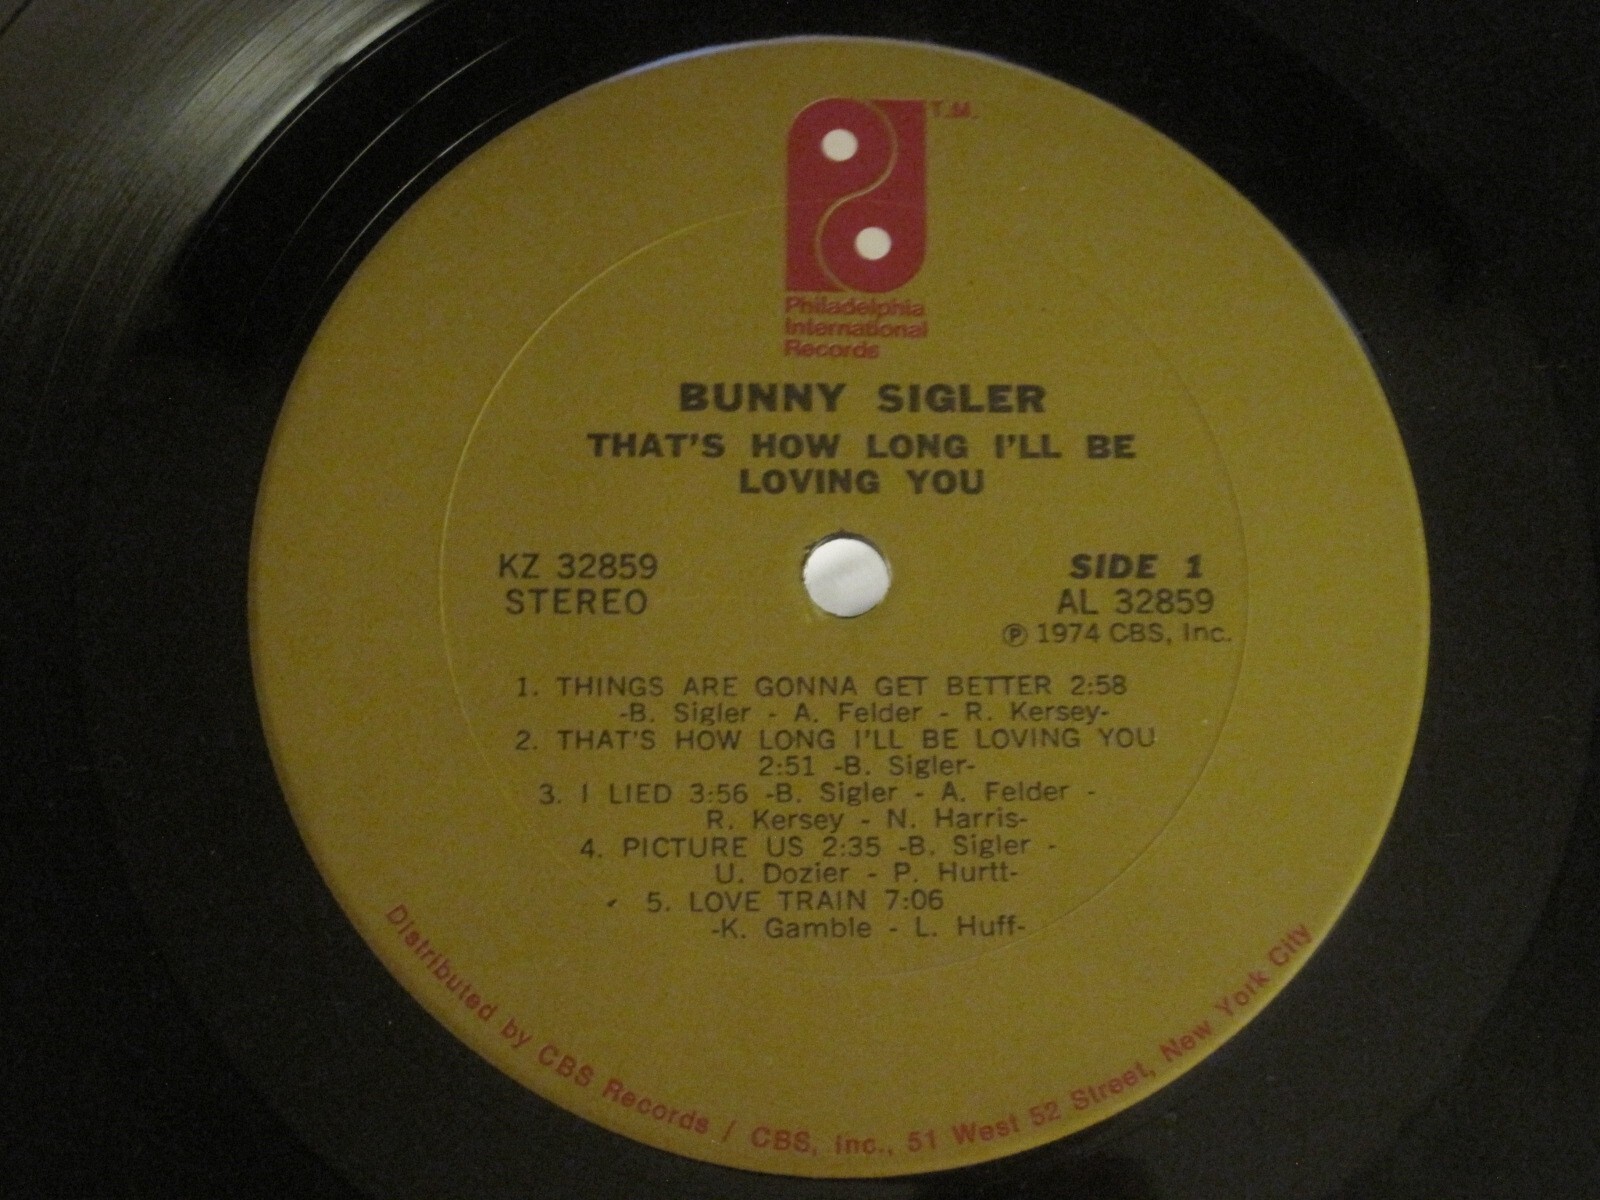 T.M.
Philadelphia
International
Records
BUNNY SIGLER
THAT'S HOW LONG I'LL BE
LOVING YOU
KZ 32859
STEREO
SIDE 1
AL 32859
℗ 1974 CBS, Inc.
1. THINGS ARE GONNA GET BETTER 2:58
-B. Sigler - A. Felder - R. Kersey-
2. THAT'S HOW LONG I'LL BE LOVING YOU
2:51 -B. Sigler-
3. I LIED 3:56 -B. Sigler - A. Felder -
R. Kersey - N. Harris-
4. PICTURE US 2:35 -B. Sigler -
U. Dozier - P. Hurtt-
5. LOVE TRAIN 7:06
-K. Gamble - L. Huff-
Distributed by CBS Records / CBS, Inc., 51 West 52 Street, New York City